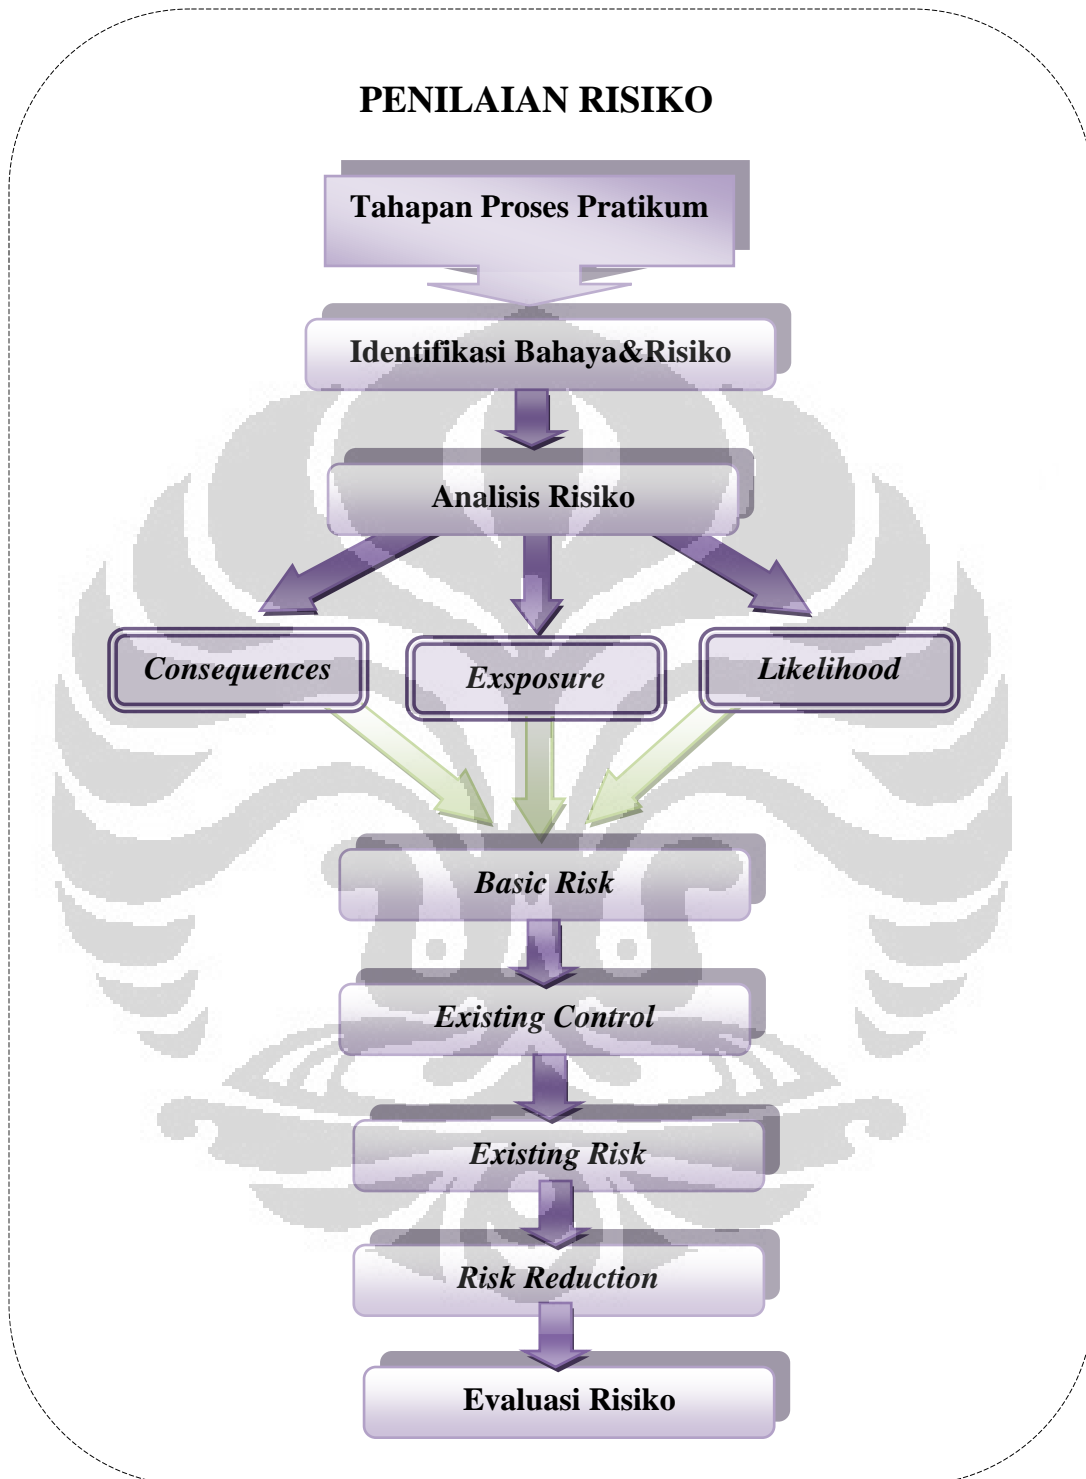 PENILAIAN RISIKO
Tahapan Proses Pratikum
Identifikasi Bahaya&Risiko
Analisis Risiko
Consequences
Exsposure
Likelihood
Basic Risk
Existing Control
Existing Risk
Risk Reduction
Evaluasi Risiko